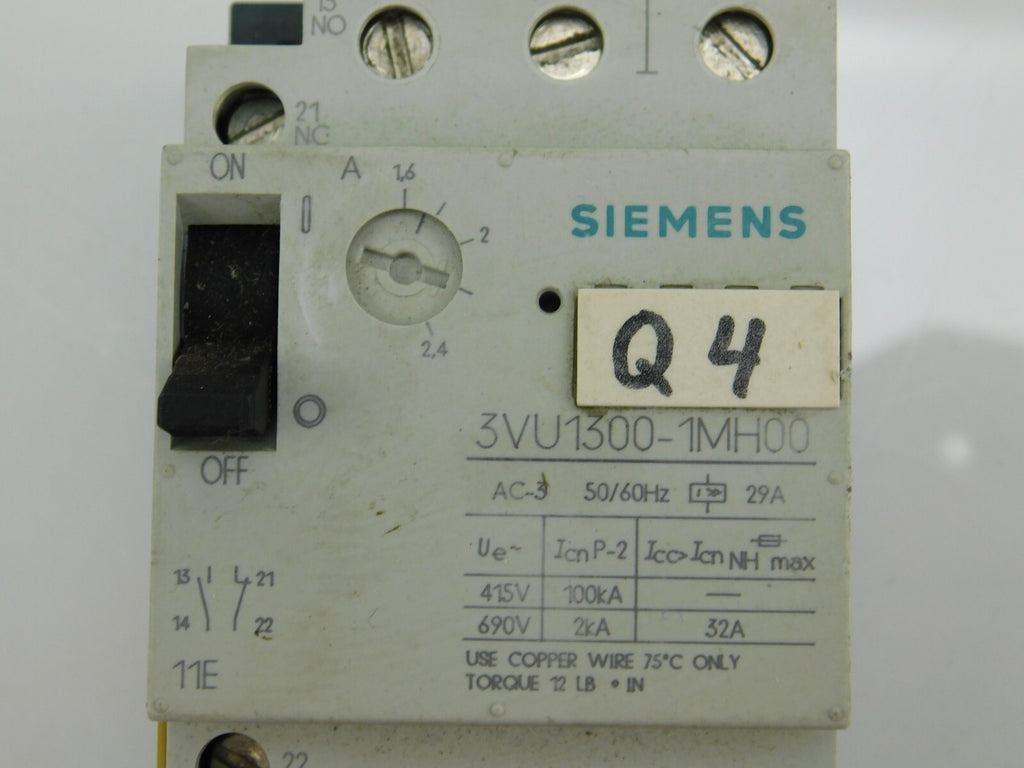 13
NO
21
NC
ON
A
1,6
2
2,4
I
O
OFF
SIEMENS
Q 4
3VU1300-1MH00
AC-3 50/60Hz I>> 29A
Ue~ Icn P-2 Icc>Icn NH max
415V 100kA —
690V 2kA 32A
USE COPPER WIRE 75°C ONLY
TORQUE 12 LB • IN
13 21
14 22
11E
22